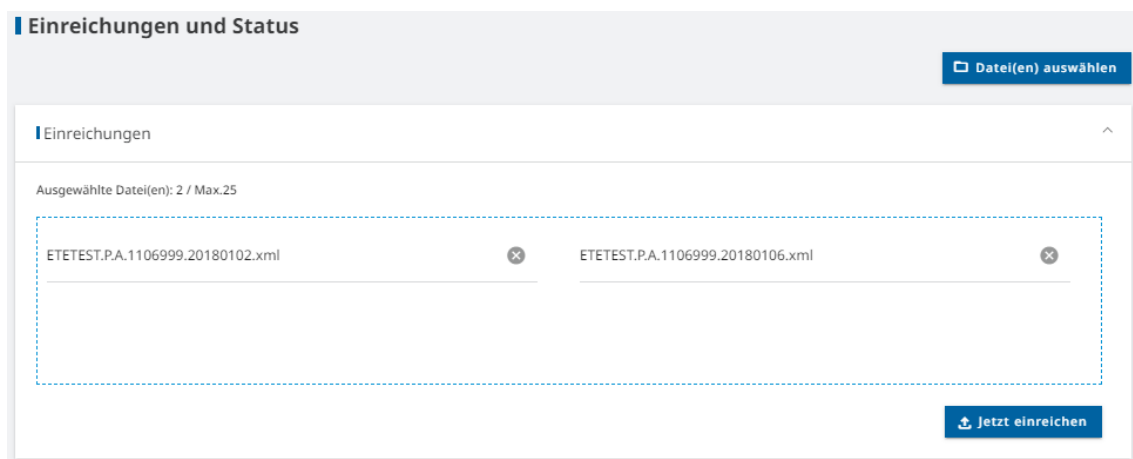 Einreichungen und Status
Datei(en) auswählen
Einreichungen
Ausgewählte Datei(en): 2 / Max.25
ETETEST.P.A.1106999.20180102.xml
ETETEST.P.A.1106999.20180106.xml
Jetzt einreichen